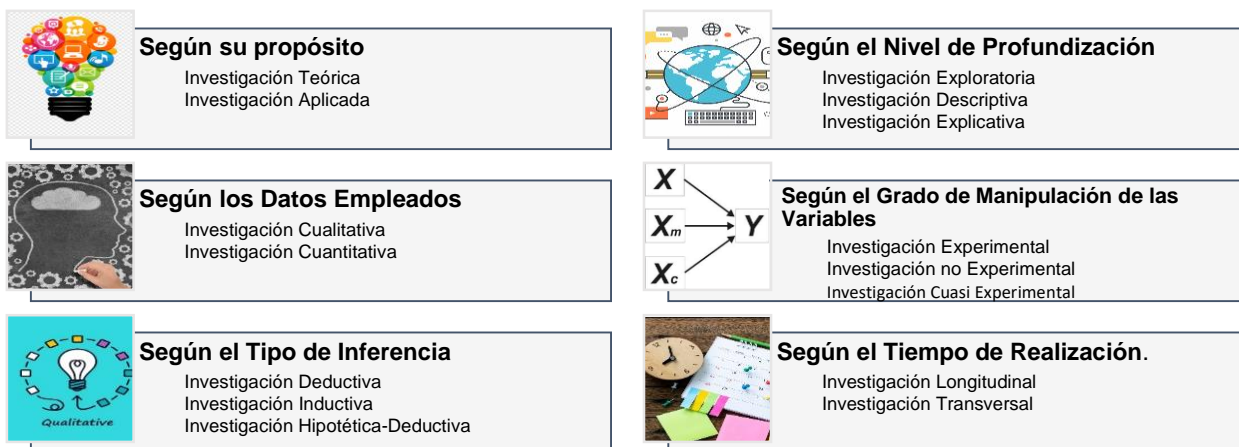 Según su propósito
Investigación Teórica
Investigación Aplicada
Según el Nivel de Profundización
Investigación Exploratoria
Investigación Descriptiva
Investigación Explicativa
Según los Datos Empleados
Investigación Cualitativa
Investigación Cuantitativa
X
Xm
Xc
Y
Según el Grado de Manipulación de las
Variables
Investigación Experimental
Investigación no Experimental
Investigación Cuasi Experimental
Qualitative
Según el Tipo de Inferencia
Investigación Deductiva
Investigación Inductiva
Investigación Hipotética-Deductiva
Según el Tiempo de Realización.
Investigación Longitudinal
Investigación Transversal